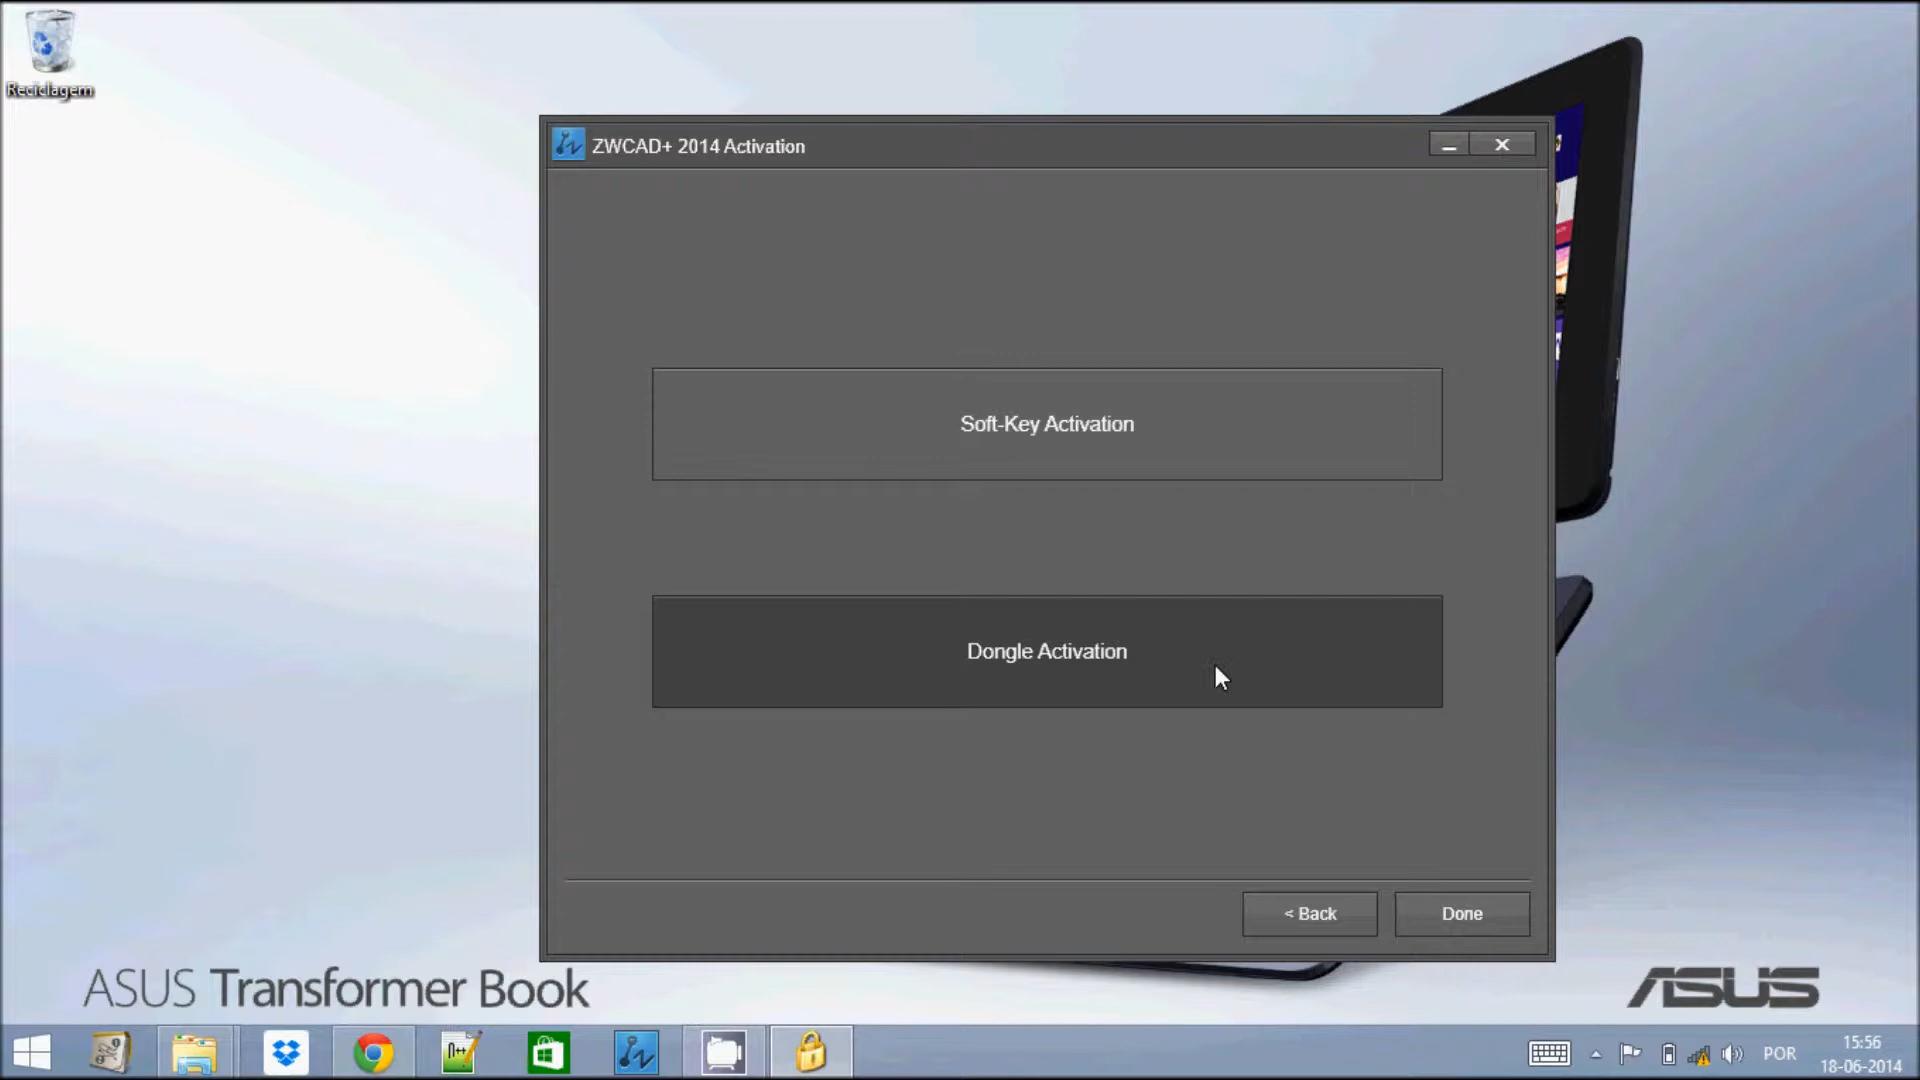 Reciclagem
ZWCAD+ 2014 Activation
Soft-Key Activation
Dongle Activation
< Back
Done
ASUS Transformer Book
ASUS
n++
POR
15:56
18-06-2014